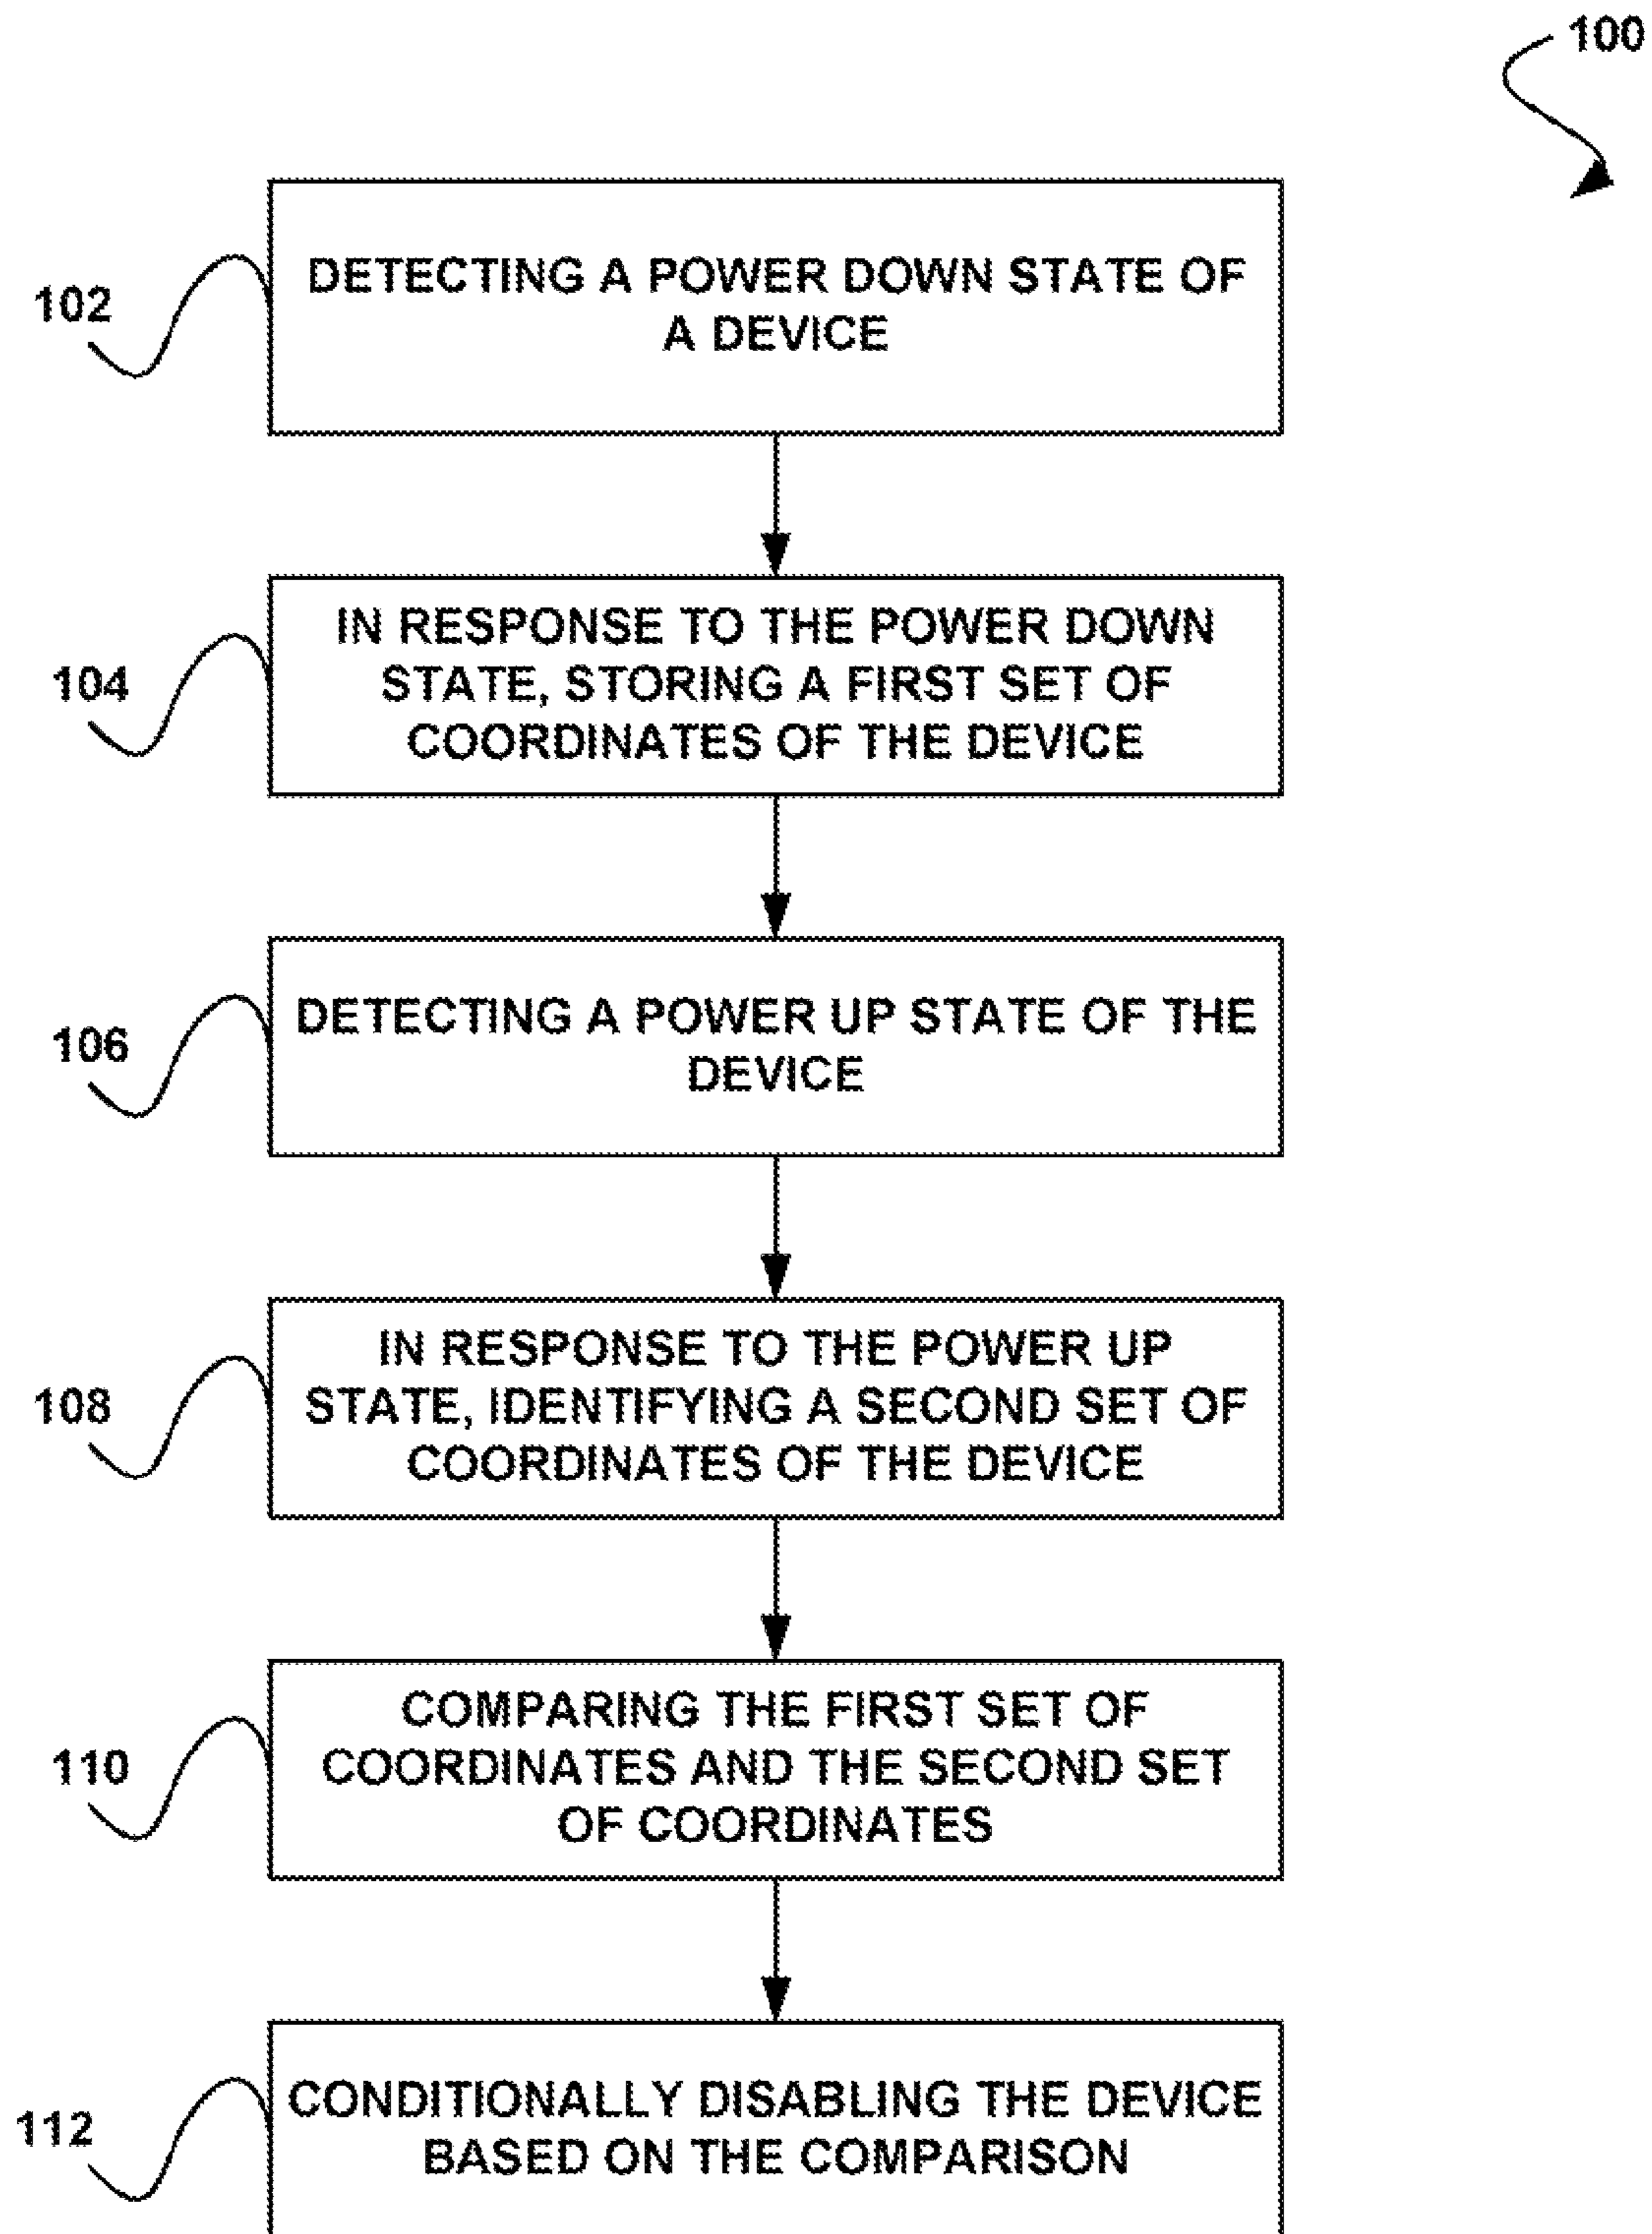 100
102
DETECTING A POWER DOWN STATE OF
A DEVICE
104
IN RESPONSE TO THE POWER DOWN
STATE, STORING A FIRST SET OF
COORDINATES OF THE DEVICE
106
DETECTING A POWER UP STATE OF THE
DEVICE
108
IN RESPONSE TO THE POWER UP
STATE, IDENTIFYING A SECOND SET OF
COORDINATES OF THE DEVICE
110
COMPARING THE FIRST SET OF
COORDINATES AND THE SECOND SET
OF COORDINATES
112
CONDITIONALLY DISABLING THE DEVICE
BASED ON THE COMPARISON